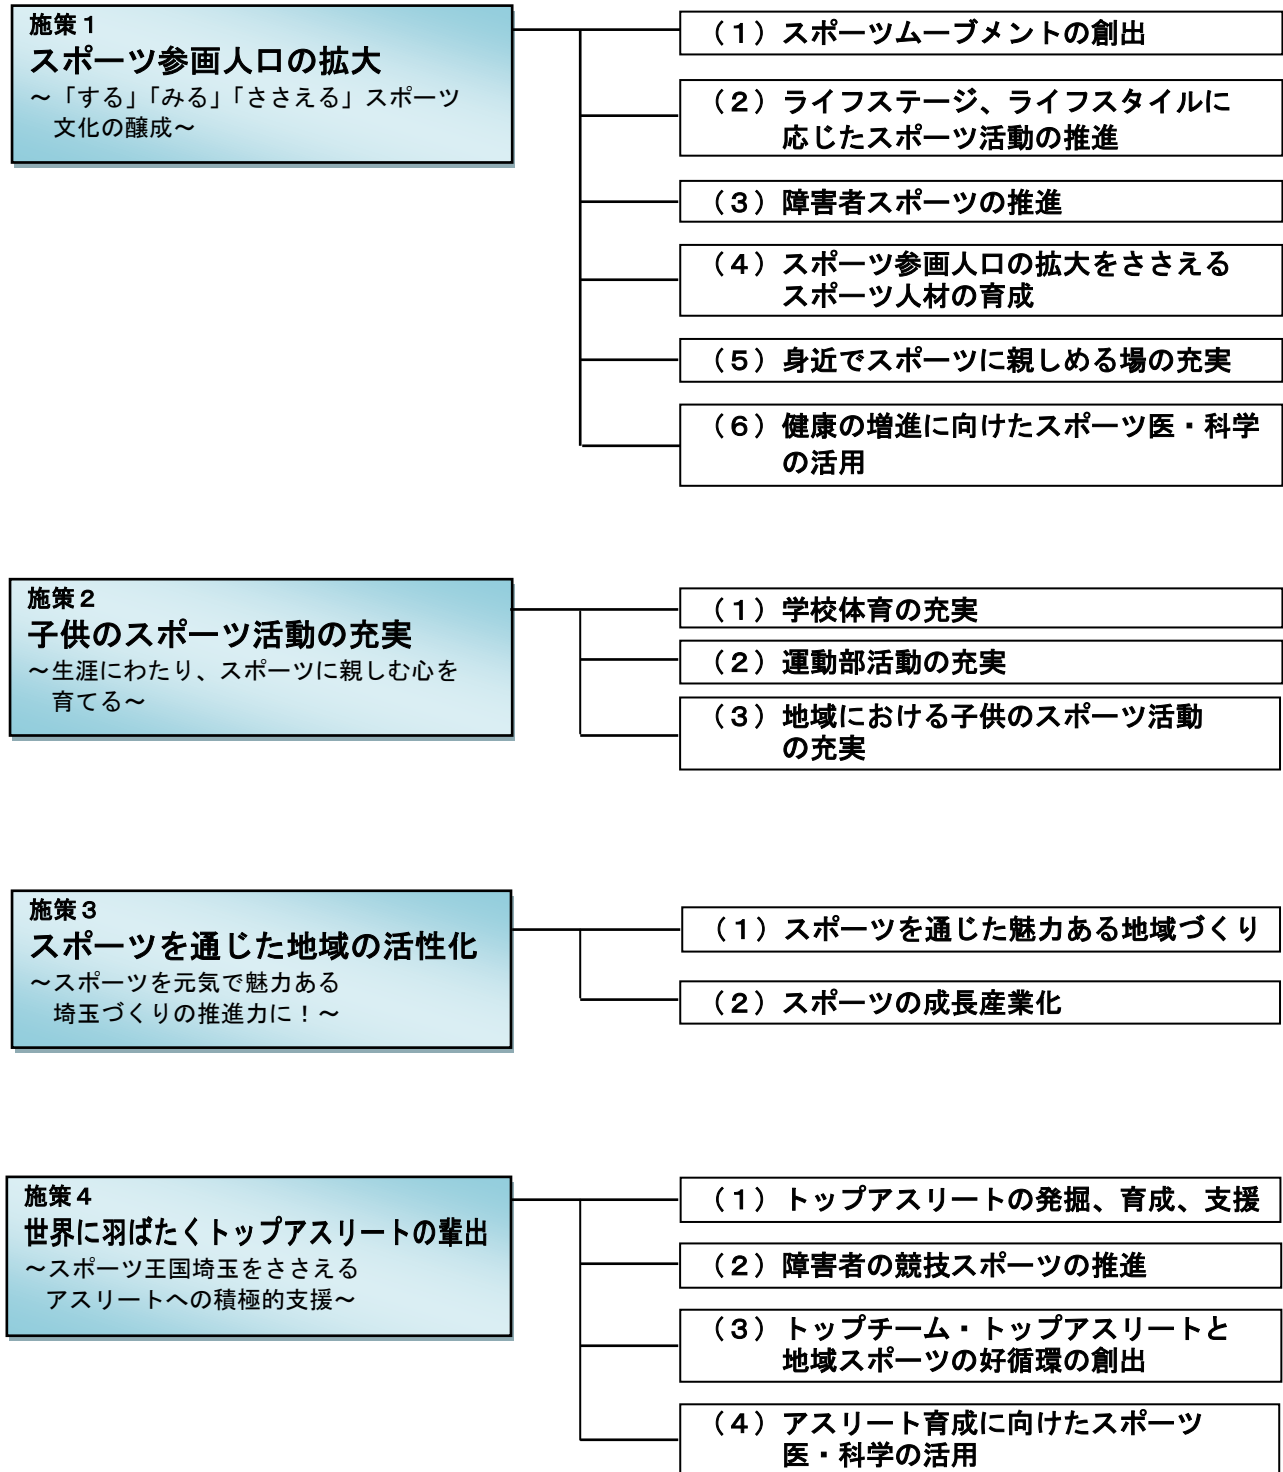 施策１
スポーツ参画人口の拡大
～「する」「みる」「ささえる」スポーツ
文化の醸成～
（１）スポーツムーブメントの創出
（２）ライフステージ、ライフスタイルに
応じたスポーツ活動の推進
（３）障害者スポーツの推進
（４）スポーツ参画人口の拡大をささえる
スポーツ人材の育成
（５）身近でスポーツに親しめる場の充実
（６）健康の増進に向けたスポーツ医・科学
の活用
施策２
子供のスポーツ活動の充実
～生涯にわたり、スポーツに親しむ心を
育てる～
（１）学校体育の充実
（２）運動部活動の充実
（３）地域における子供のスポーツ活動
の充実
施策３
スポーツを通じた地域の活性化
～スポーツを元気で魅力ある
埼玉づくりの推進力に！～
（１）スポーツを通じた魅力ある地域づくり
（２）スポーツの成長産業化
施策４
世界に羽ばたくトップアスリートの輩出
～スポーツ王国埼玉をささえる
アスリートへの積極的支援～
（１）トップアスリートの発掘、育成、支援
（２）障害者の競技スポーツの推進
（３）トップチーム・トップアスリートと
地域スポーツの好循環の創出
（４）アスリート育成に向けたスポーツ
医・科学の活用